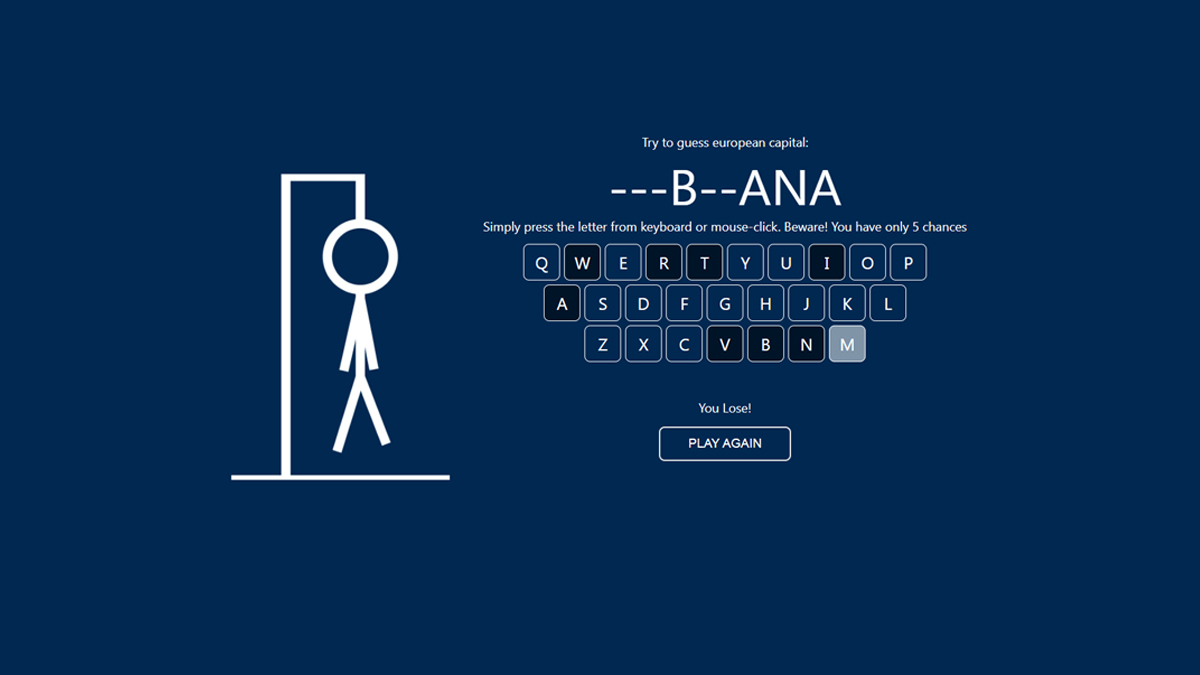 Try to guess european capital:
---B--ANA
Simply press the letter from keyboard or mouse-click. Beware! You have only 5 chances
Q W E R T Y U I O P
A S D F G H J K L
Z X C V B N M
You Lose!
PLAY AGAIN